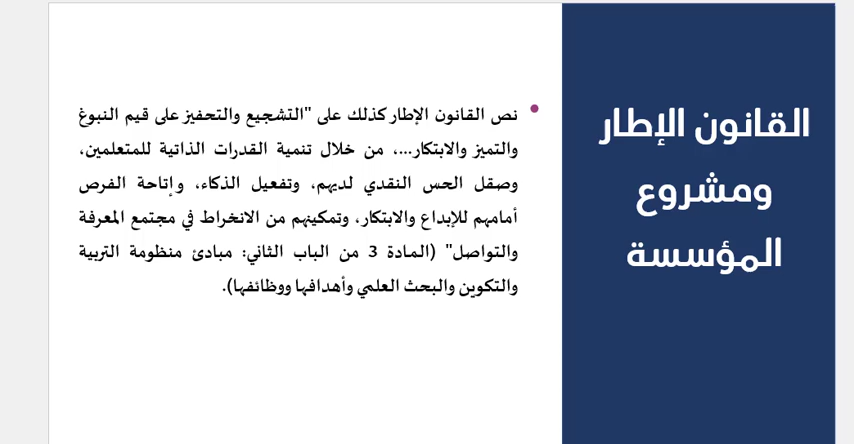 القانون الإطار
ومشروع
المؤسسة
نص القانون الإطار كذلك على "التشجيع والتحفيز على قيم النبوغ
والتميز والابتكار...، من خلال تنمية القدرات الذاتية للمتعلمين،
وصقل الحس النقدي لديهم، وتفعيل الذكاء، وإتاحة الفرص
أمامهم للإبداع والابتكار، وتمكينهم من الانخراط في مجتمع المعرفة
والتواصل" (المادة 3 من الباب الثاني: مبادئ منظومة التربية
والتكوين والبحث العلمي وأهدافها ووظائفها).